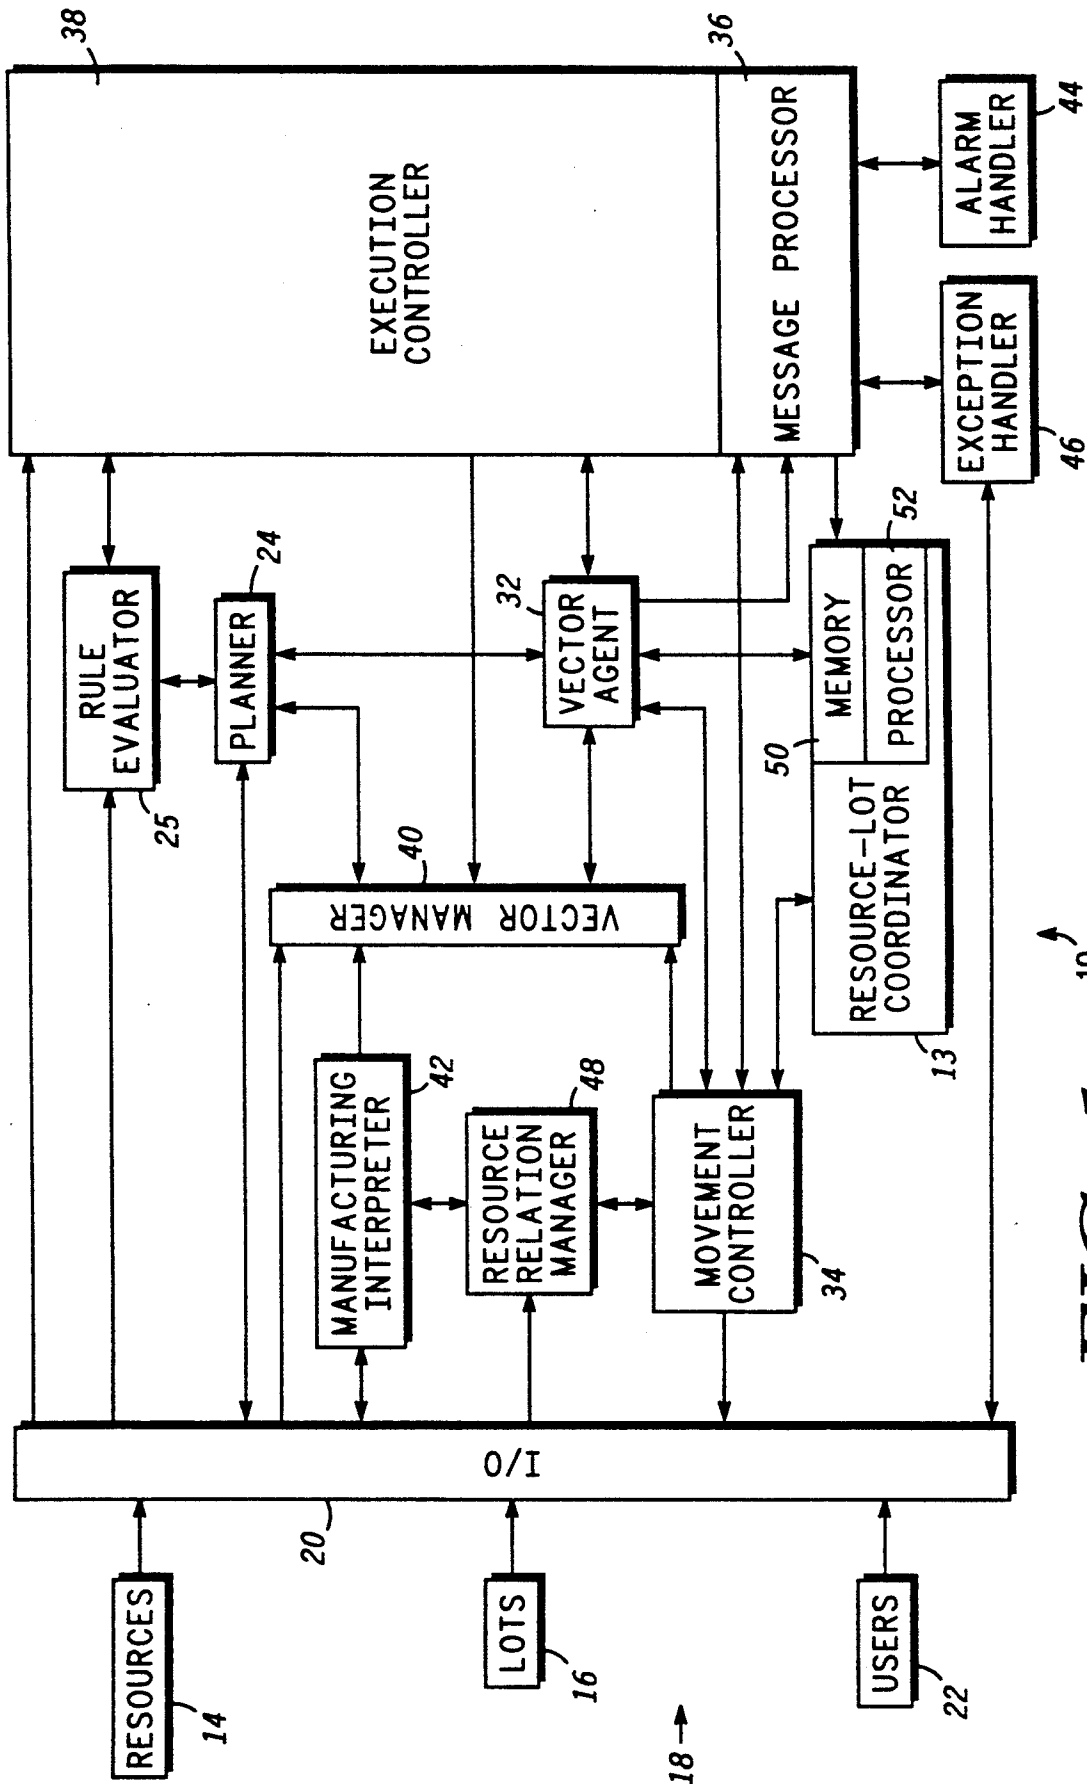 38
EXECUTION
CONTROLLER
36
MESSAGE PROCESSOR
ALARM
HANDLER
44
EXCEPTION
HANDLER
46
RULE
EVALUATOR
25
PLANNER
24
VECTOR
AGENT
32
VECTOR MANAGER
40
50
MEMORY
PROCESSOR
52
RESOURCE-LOT
COORDINATOR
13
MANUFACTURING
INTERPRETER
42
RESOURCE
RELATION
MANAGER
48
MOVEMENT
CONTROLLER
34
I/O
20
RESOURCES
14
LOTS
16
USERS
22
18